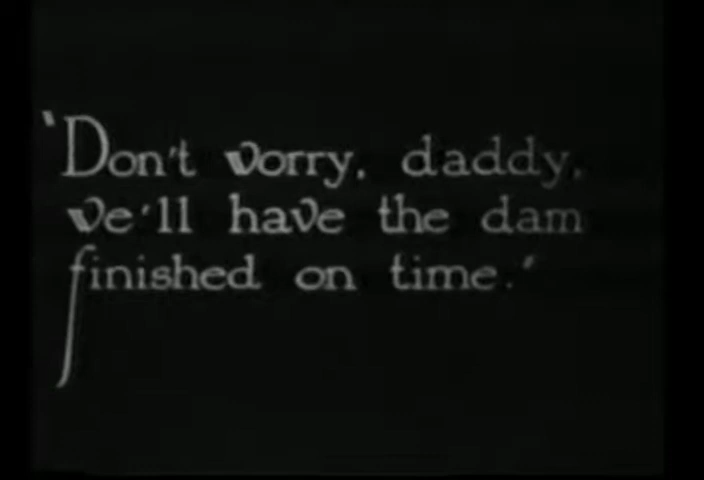 "Don't worry, daddy,
we'll have the dam
finished on time."